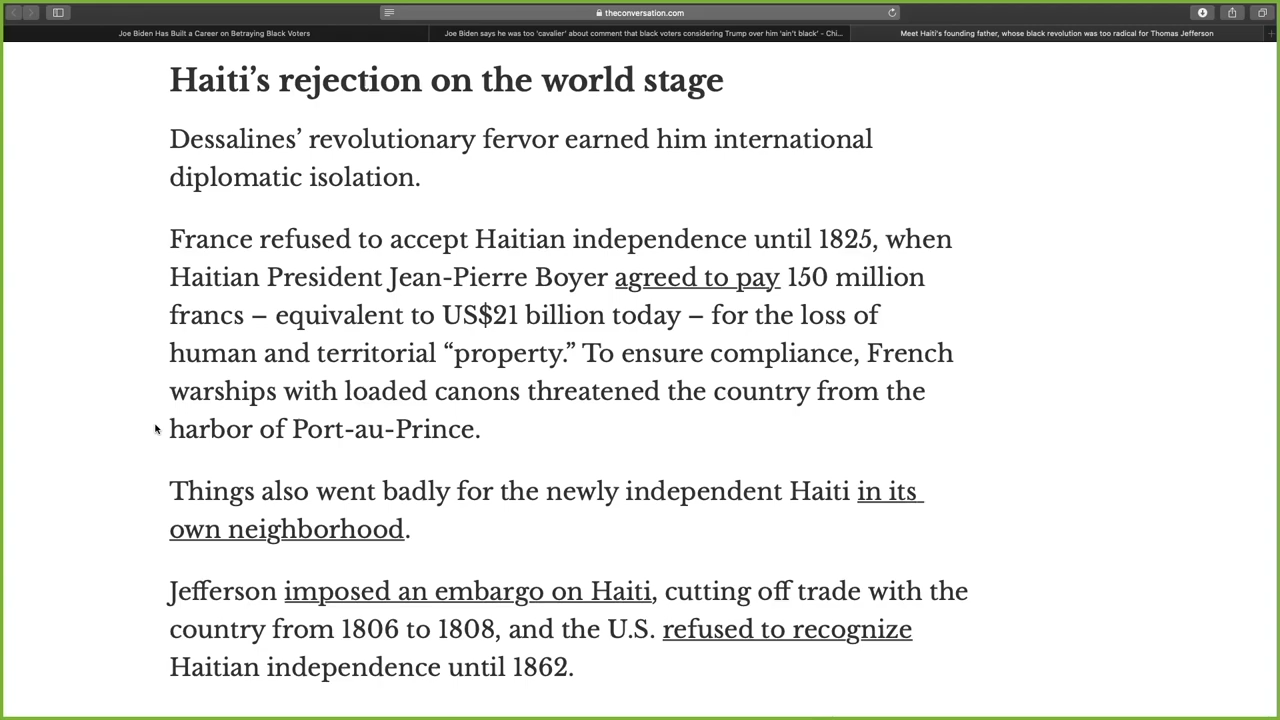 theconversation.com
Joe Biden Has Built a Career on Betraying Black Voters
Joe Biden says he was too 'cavalier' about comment that black voters considering Trump over him 'ain't black' - Chi...
Meet Haiti's founding father, whose black revolution was too radical for Thomas Jefferson
Haiti’s rejection on the world stage
Dessalines’ revolutionary fervor earned him international
diplomatic isolation.
France refused to accept Haitian independence until 1825, when
Haitian President Jean-Pierre Boyer agreed to pay 150 million
francs – equivalent to US$21 billion today – for the loss of
human and territorial “property.” To ensure compliance, French
warships with loaded canons threatened the country from the
harbor of Port-au-Prince.
Things also went badly for the newly independent Haiti in its
own neighborhood.
Jefferson imposed an embargo on Haiti, cutting off trade with the
country from 1806 to 1808, and the U.S. refused to recognize
Haitian independence until 1862.